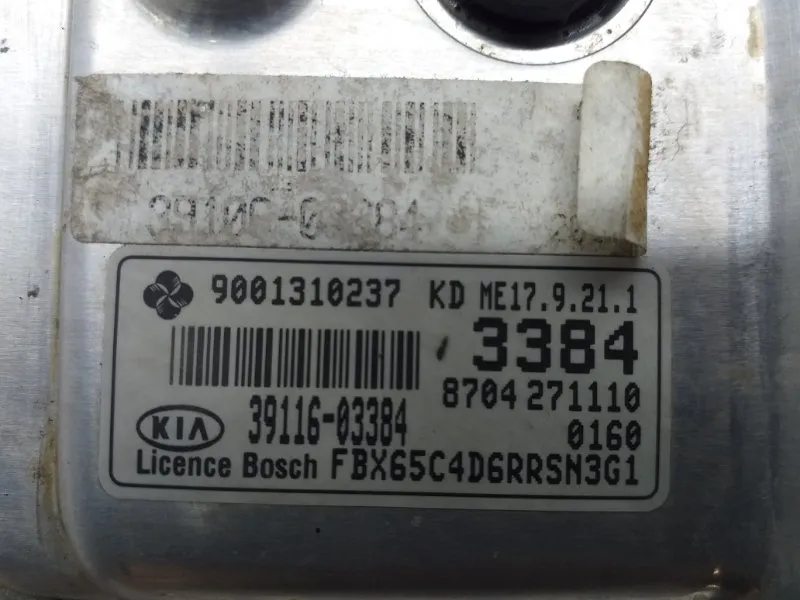 9001310237 KD ME17.9.21.1
3384
8704 271110
KIA 39116-03384 0160
Licence Bosch FBX65C4D6RRSN3G1